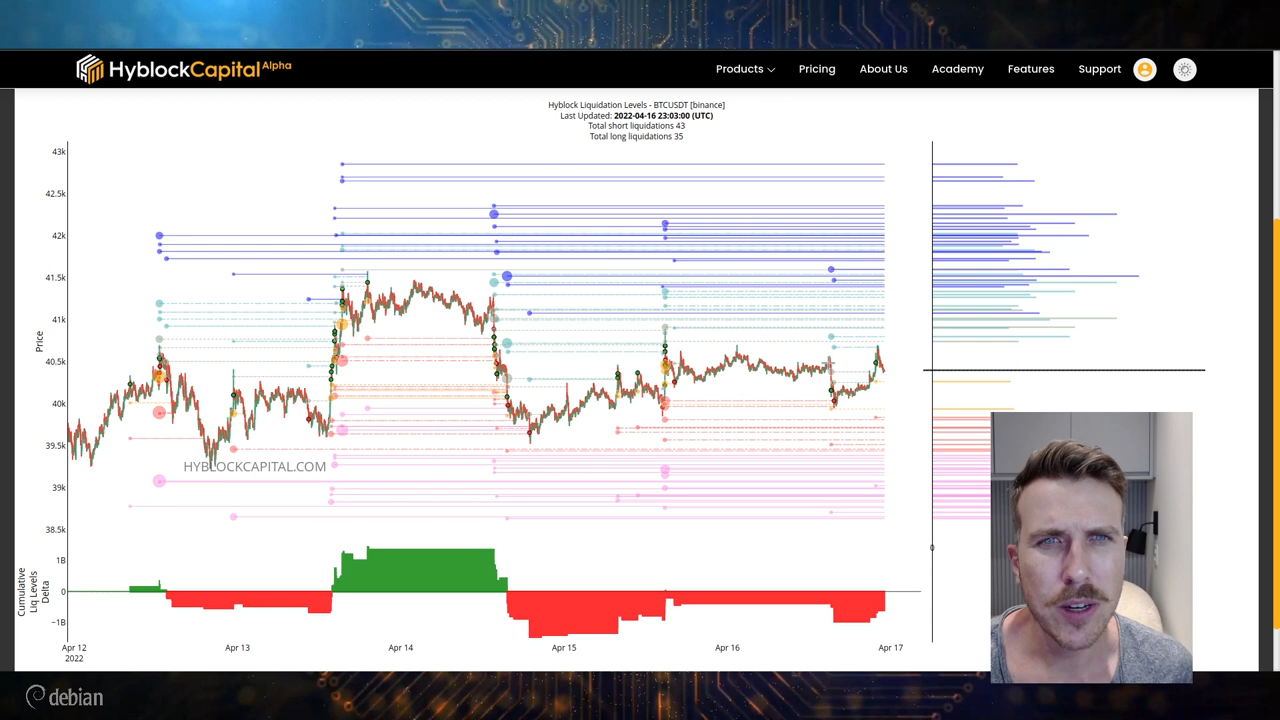 HyblockCapital Alpha
Products
Pricing
About Us
Academy
Features
Support
Hyblock Liquidation Levels - BTCUSDT [binance]
Last Updated: 2022-04-16 23:03:00 (UTC)
Total short liquidations 43
Total long liquidations 35
43k
42.5k
42k
41.5k
41k
40.5k
40k
39.5k
39k
38.5k
Price
HYBLOCKCAPITAL.COM
1B
0
−1B
Cumulative
Liq Levels
Delta
0
Apr 12
2022
Apr 13
Apr 14
Apr 15
Apr 16
Apr 17
debian